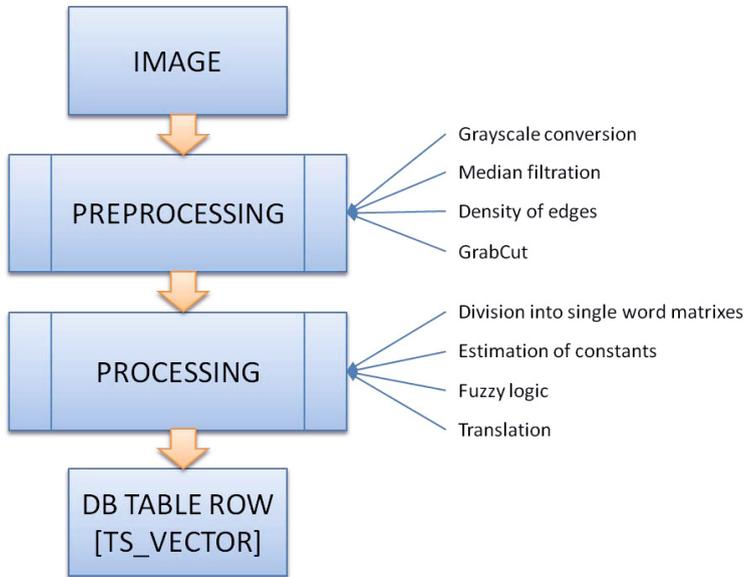 IMAGE
PREPROCESSING
Grayscale conversion
Median filtration
Density of edges
GrabCut
PROCESSING
Division into single word matrixes
Estimation of constants
Fuzzy logic
Translation
DB TABLE ROW
[TS_VECTOR]